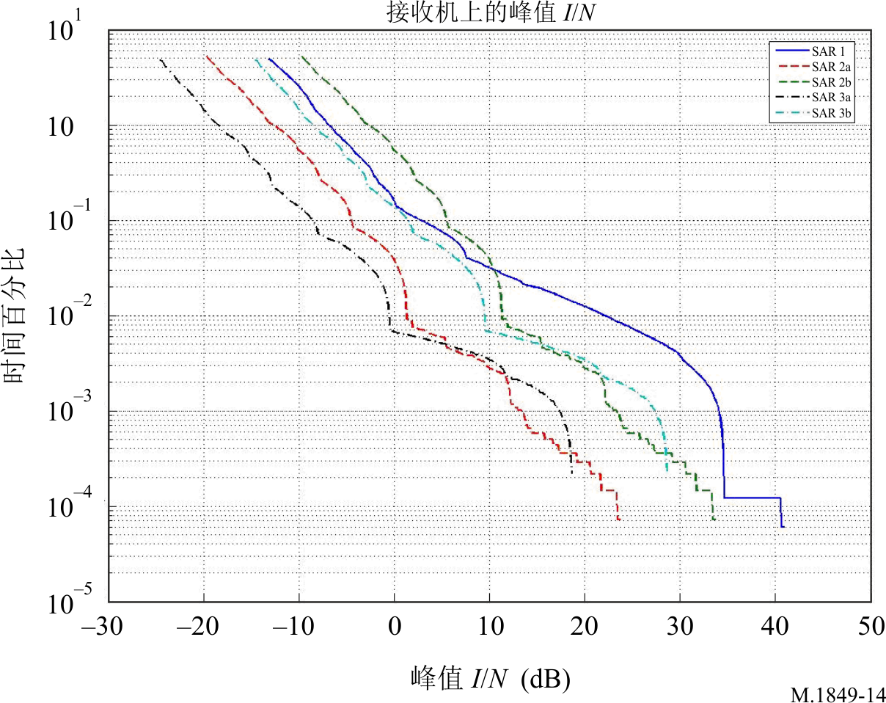 接收机上的峰值 I/N
10¹
SAR 1
SAR 2a
SAR 2b
SAR 3a
SAR 3b
10
10⁻¹
10⁻²
10⁻³
10⁻⁴
10⁻⁵
时间百分比
–30 –20 –10 0 10 20 30 40 50
峰值 I/N (dB)
M.1849-14